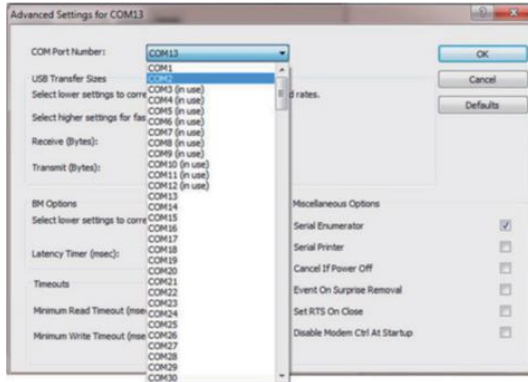 Advanced Settings for COM13
COM Port Number:
COM13
OK
Cancel
Defaults
COM1
COM2
COM3 (in use)
COM4 (in use)
COM5 (in use)
COM6 (in use)
COM7 (in use)
COM8 (in use)
COM9 (in use)
COM10 (in use)
COM11 (in use)
COM12 (in use)
COM13
COM14
COM15
COM16
COM17
COM18
COM19
COM20
COM21
COM22
COM23
COM24
COM25
COM26
COM27
COM28
COM29
COM30
USB Transfer Sizes
Select lower settings to corre d rates.
Select higher settings for fas
Receive (Bytes):
Transmit (Bytes):
BM Options
Select lower settings to corre
Latency Timer (msec):
Timeouts
Minimum Read Timeout (mse
Minimum Write Timeout (mse
Miscellaneous Options
Serial Enumerator
Serial Printer
Cancel If Power Off
Event On Surprise Removal
Set RTS On Close
Disable Modem Ctrl At Startup